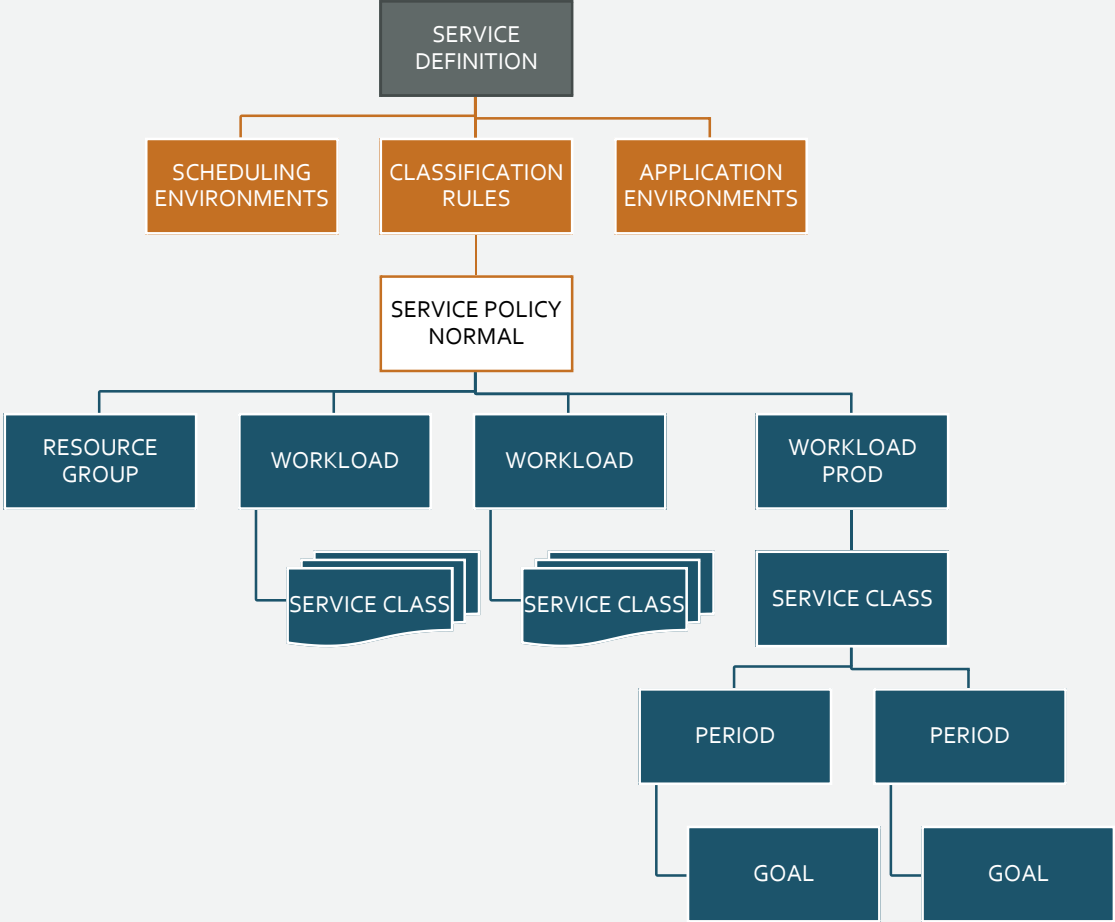 SERVICE
DEFINITION
SCHEDULING
ENVIRONMENTS
CLASSIFICATION
RULES
APPLICATION
ENVIRONMENTS
SERVICE POLICY
NORMAL
RESOURCE
GROUP
WORKLOAD
WORKLOAD
WORKLOAD
PROD
SERVICE CLASS
SERVICE CLASS
SERVICE CLASS
PERIOD
PERIOD
GOAL
GOAL